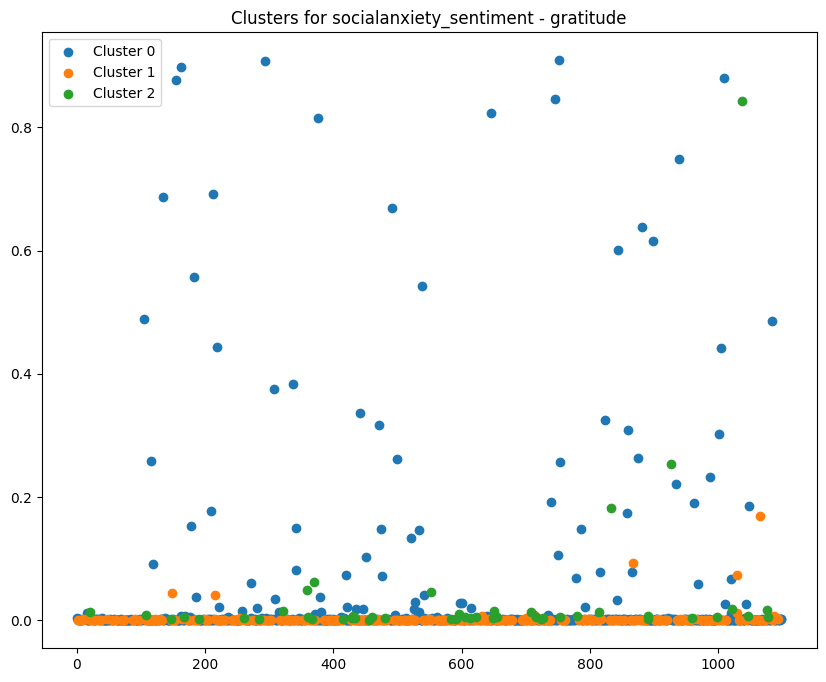 Clusters for socialanxiety_sentiment - gratitude
Cluster 0
Cluster 1
Cluster 2
0.8
0.6
0.4
0.2
0.0
0 200 400 600 800 1000